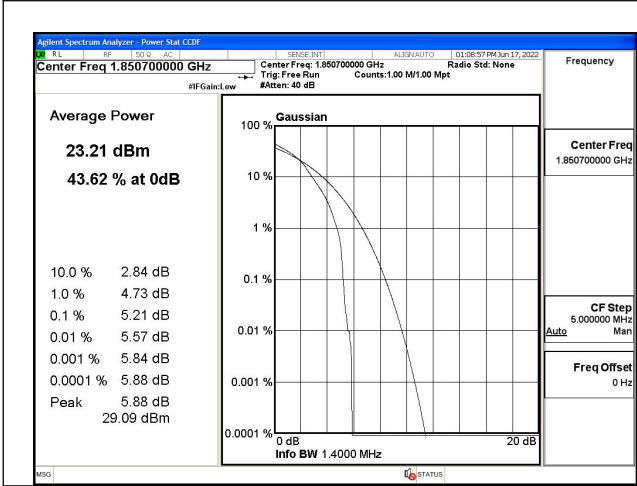 Agilent Spectrum Analyzer - Power Stat CCDF
LXI RL RF 50 Ω AC SENSE:INT ALIGN AUTO 01:08:57 PM Jun 17, 2022
Center Freq 1.850700000 GHz
Center Freq: 1.850700000 GHz Radio Std: None
Trig: Free Run Counts:1.00 M/1.00 Mpt
#IFGain:Low #Atten: 40 dB
Frequency
Average Power
23.21 dBm
43.62 % at 0dB
10.0 % 2.84 dB
1.0 % 4.73 dB
0.1 % 5.21 dB
0.01 % 5.57 dB
0.001 % 5.84 dB
0.0001 % 5.88 dB
Peak 5.88 dB
29.09 dBm
Gaussian
100 %
10 %
1 %
0.1 %
0.01 %
0.001 %
0.0001 %
0 dB 20 dB
Info BW 1.4000 MHz
Center Freq
1.850700000 GHz
CF Step
5.000000 MHz
Auto Man
Freq Offset
0 Hz
MSG STATUS